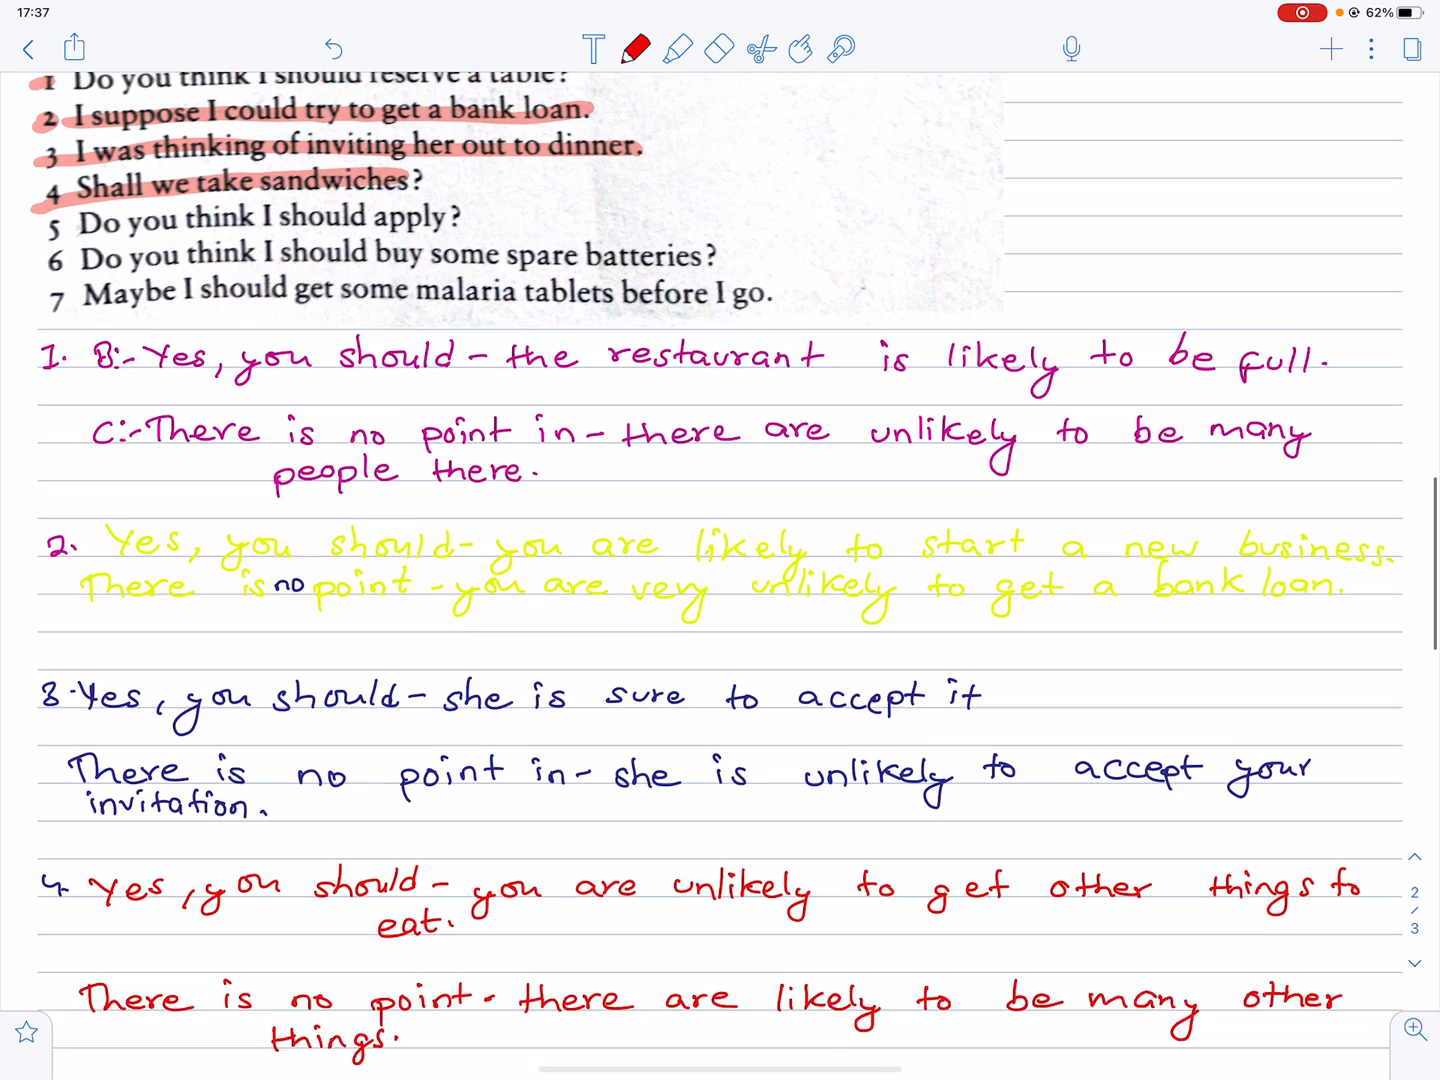 17:37
62%
1 Do you think I should reserve a table?
2 I suppose I could try to get a bank loan.
3 I was thinking of inviting her out to dinner.
4 Shall we take sandwiches?
5 Do you think I should apply?
6 Do you think I should buy some spare batteries?
7 Maybe I should get some malaria tablets before I go.
1. B:- Yes, you should - the restaurant is likely to be full.
C:- There is no point in - there are unlikely to be many
people there.
2. Yes, you should - you are likely to start a new business.
There is no point - you are very unlikely to get a bank loan.
3. Yes, you should - she is sure to accept it
There is no point in - she is unlikely to accept your
invitation.
4. Yes, you should - you are unlikely to get other things to
eat.
There is no point - there are likely to be many other
things.
2
/
3